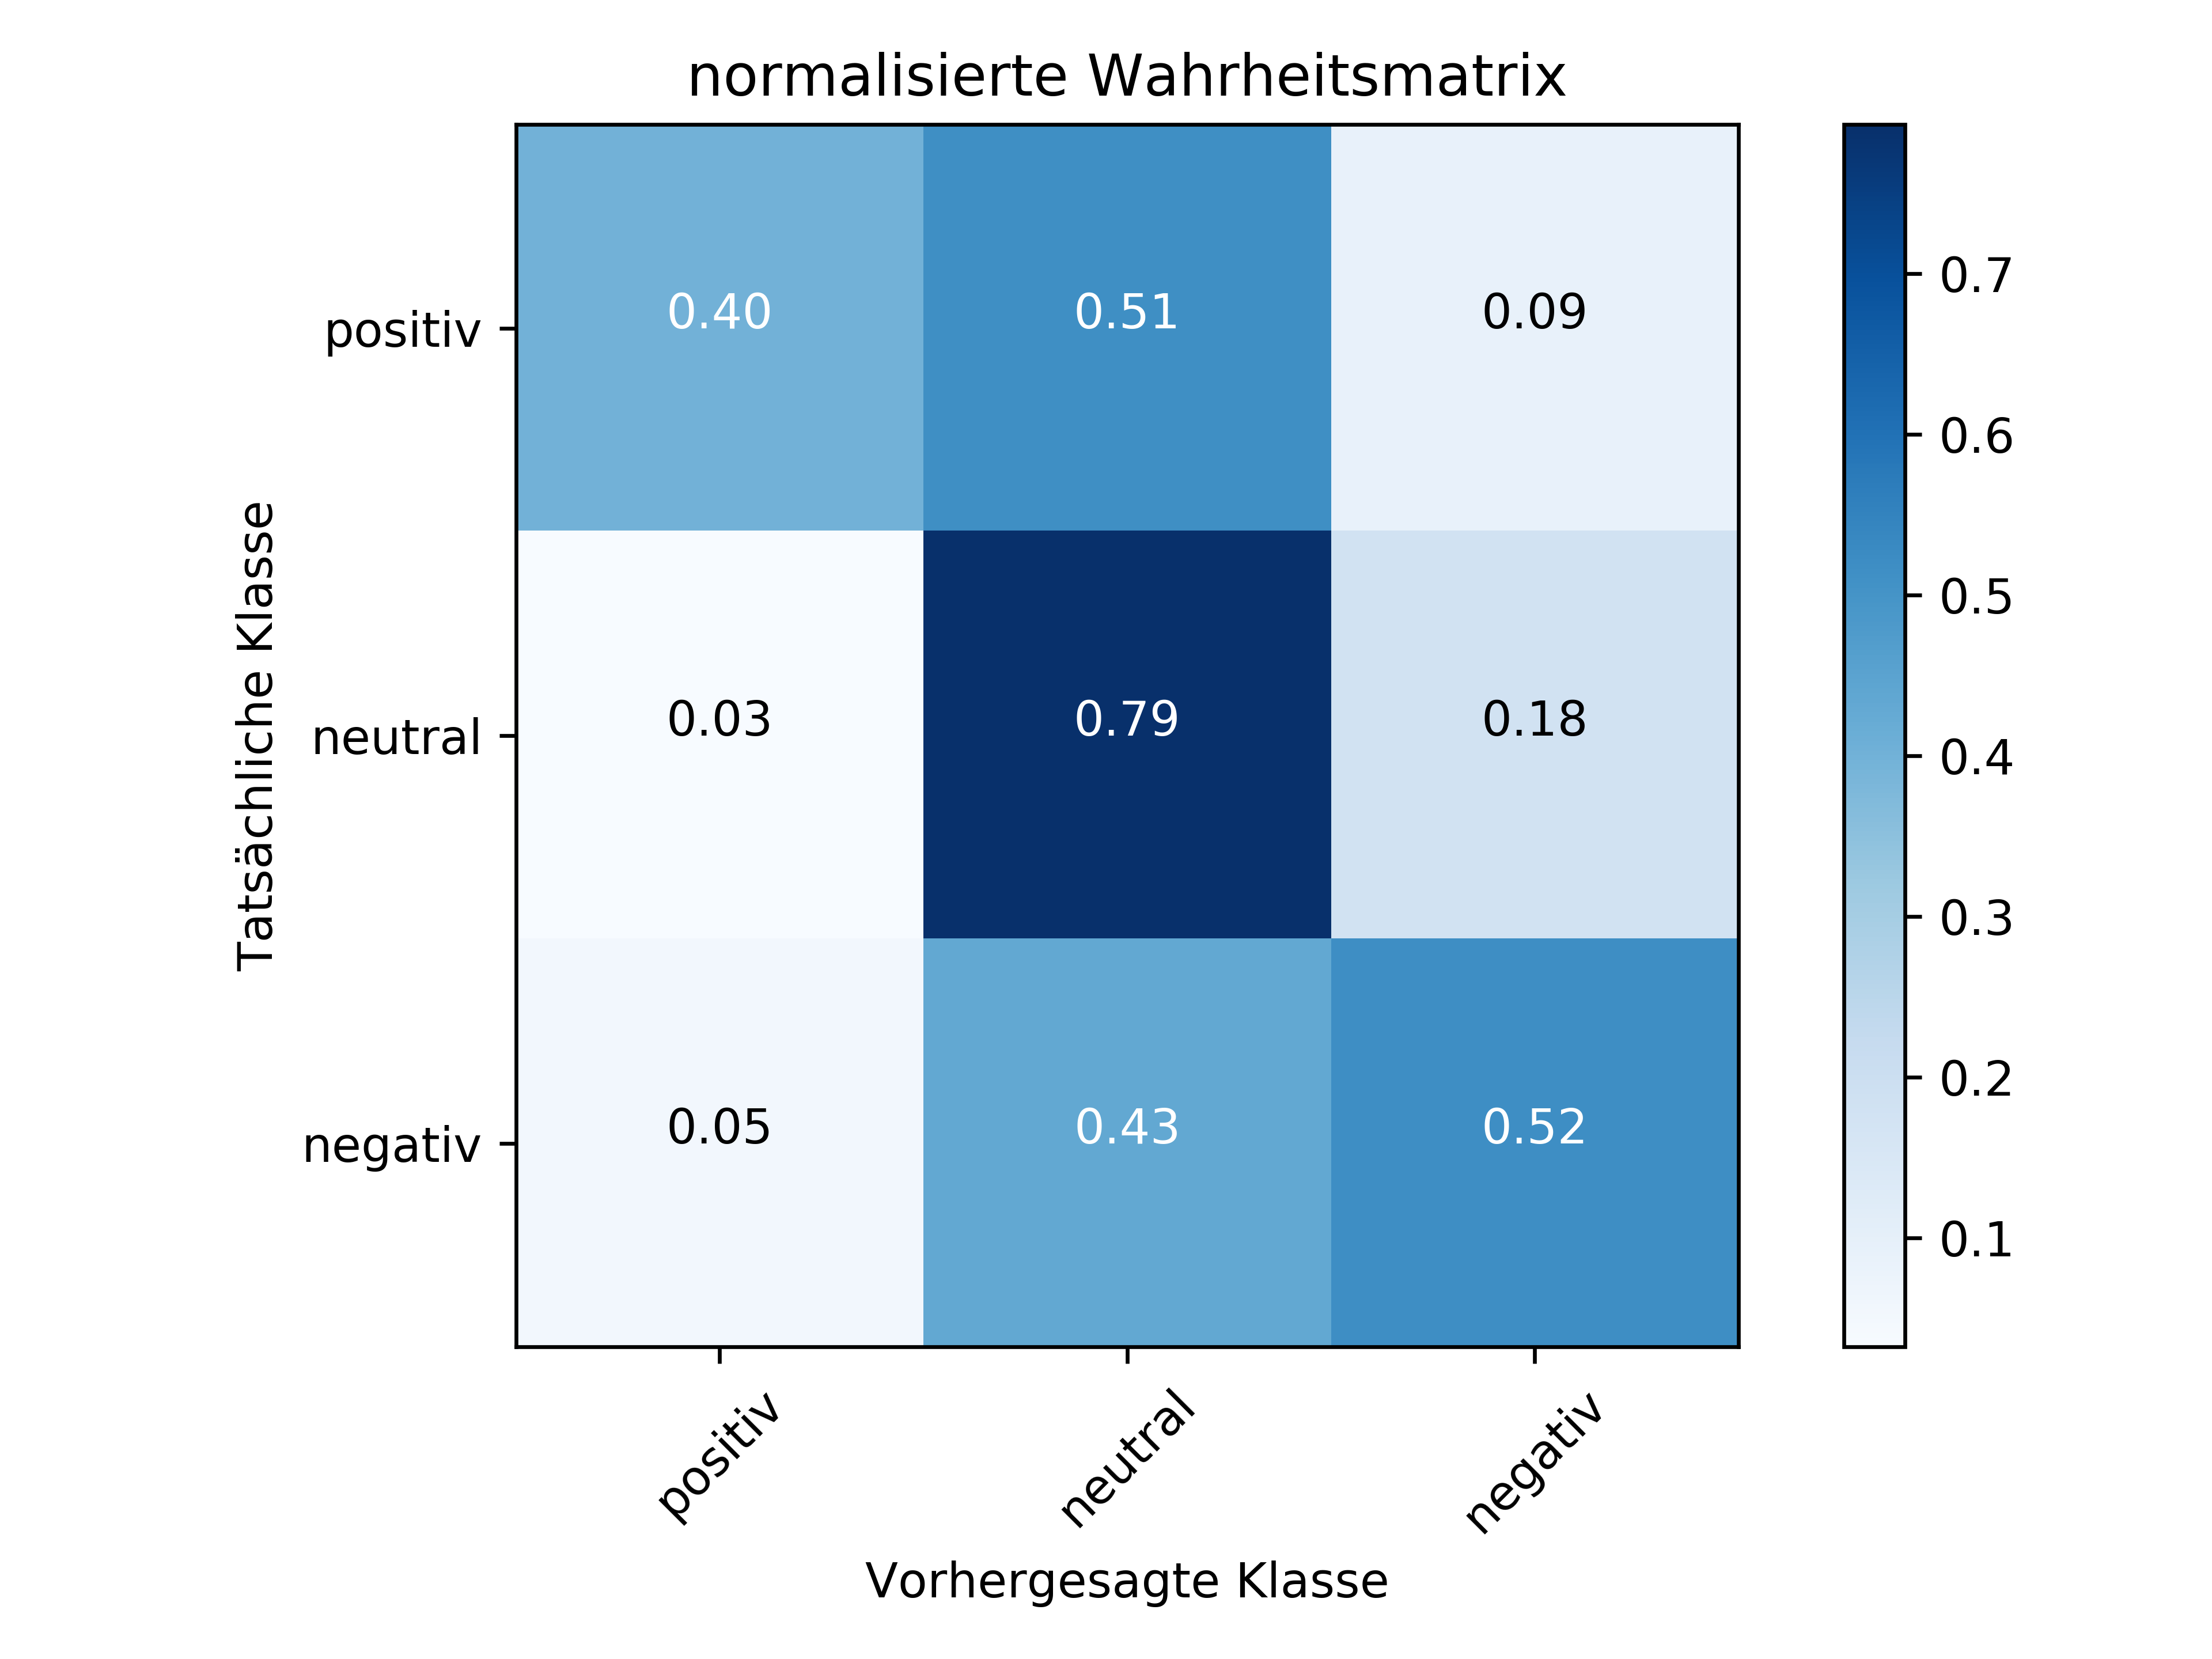 normalisierte Wahrheitsmatrix
Tatsächliche Klasse
positiv 0.40 0.51 0.09
neutral 0.03 0.79 0.18
negativ 0.05 0.43 0.52
positiv neutral negativ
Vorhergesagte Klasse
0.7
0.6
0.5
0.4
0.3
0.2
0.1